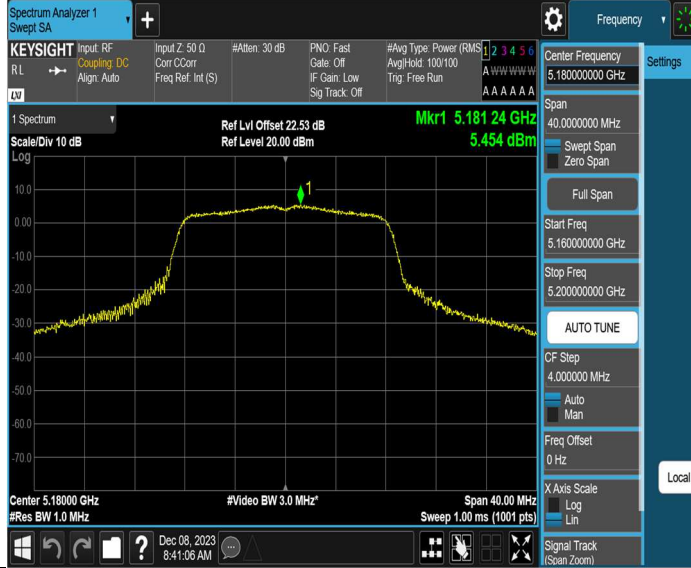 Spectrum Analyzer 1
Swept SA
Frequency
KEYSIGHT
RL
LXI
Input: RF
Coupling: DC
Align: Auto
Input Z: 50 Ω
Corr CCorr
Freq Ref: Int (S)
#Atten: 30 dB
PNO: Fast
Gate: Off
IF Gain: Low
Sig Track: Off
#Avg Type: Power (RMS
Avg|Hold: 100/100
Trig: Free Run
1 2 3 4 5 6
A W W W W W
A A A A A A
1 Spectrum
Scale/Div 10 dB
Log
Ref Lvl Offset 22.53 dB
Ref Level 20.00 dBm
Mkr1 5.181 24 GHz
5.454 dBm
1
10.0
0.00
-10.0
-20.0
-30.0
-40.0
-50.0
-60.0
-70.0
Center 5.18000 GHz
#Res BW 1.0 MHz
#Video BW 3.0 MHz*
Span 40.00 MHz
Sweep 1.00 ms (1001 pts)
Dec 08, 2023
8:41:06 AM
Center Frequency
5.180000000 GHz
Span
40.0000000 MHz
Swept Span
Zero Span
Full Span
Start Freq
5.160000000 GHz
Stop Freq
5.200000000 GHz
AUTO TUNE
CF Step
4.000000 MHz
Auto
Man
Freq Offset
0 Hz
X Axis Scale
Log
Lin
Signal Track
(Span Zoom)
Settings
Local